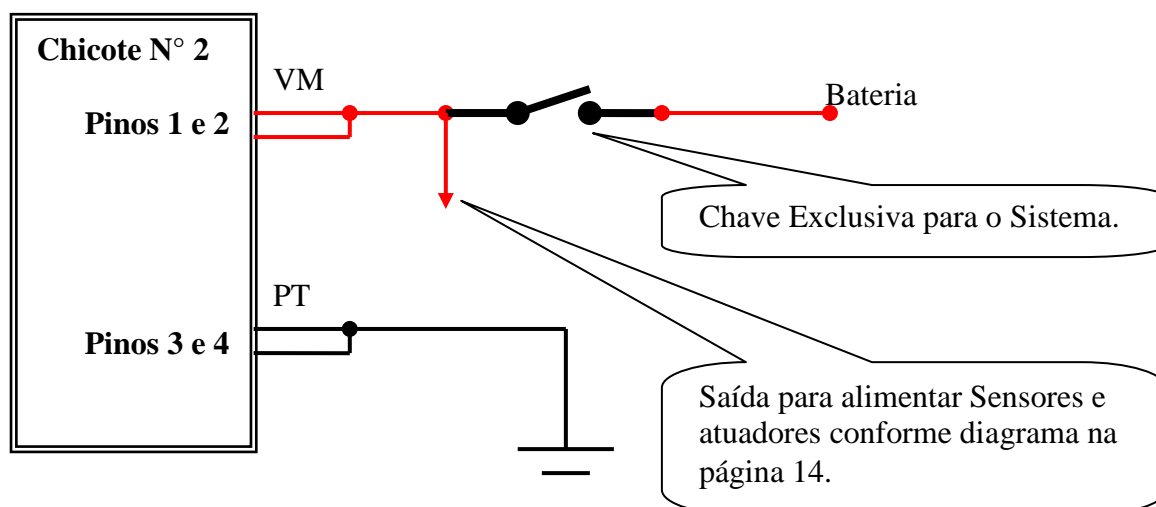 Chicote N° 2
VM
Bateria
Pinos 1 e 2
Chave Exclusiva para o Sistema.
PT
Pinos 3 e 4
Saída para alimentar Sensores e
atuadores conforme diagrama na
página 14.